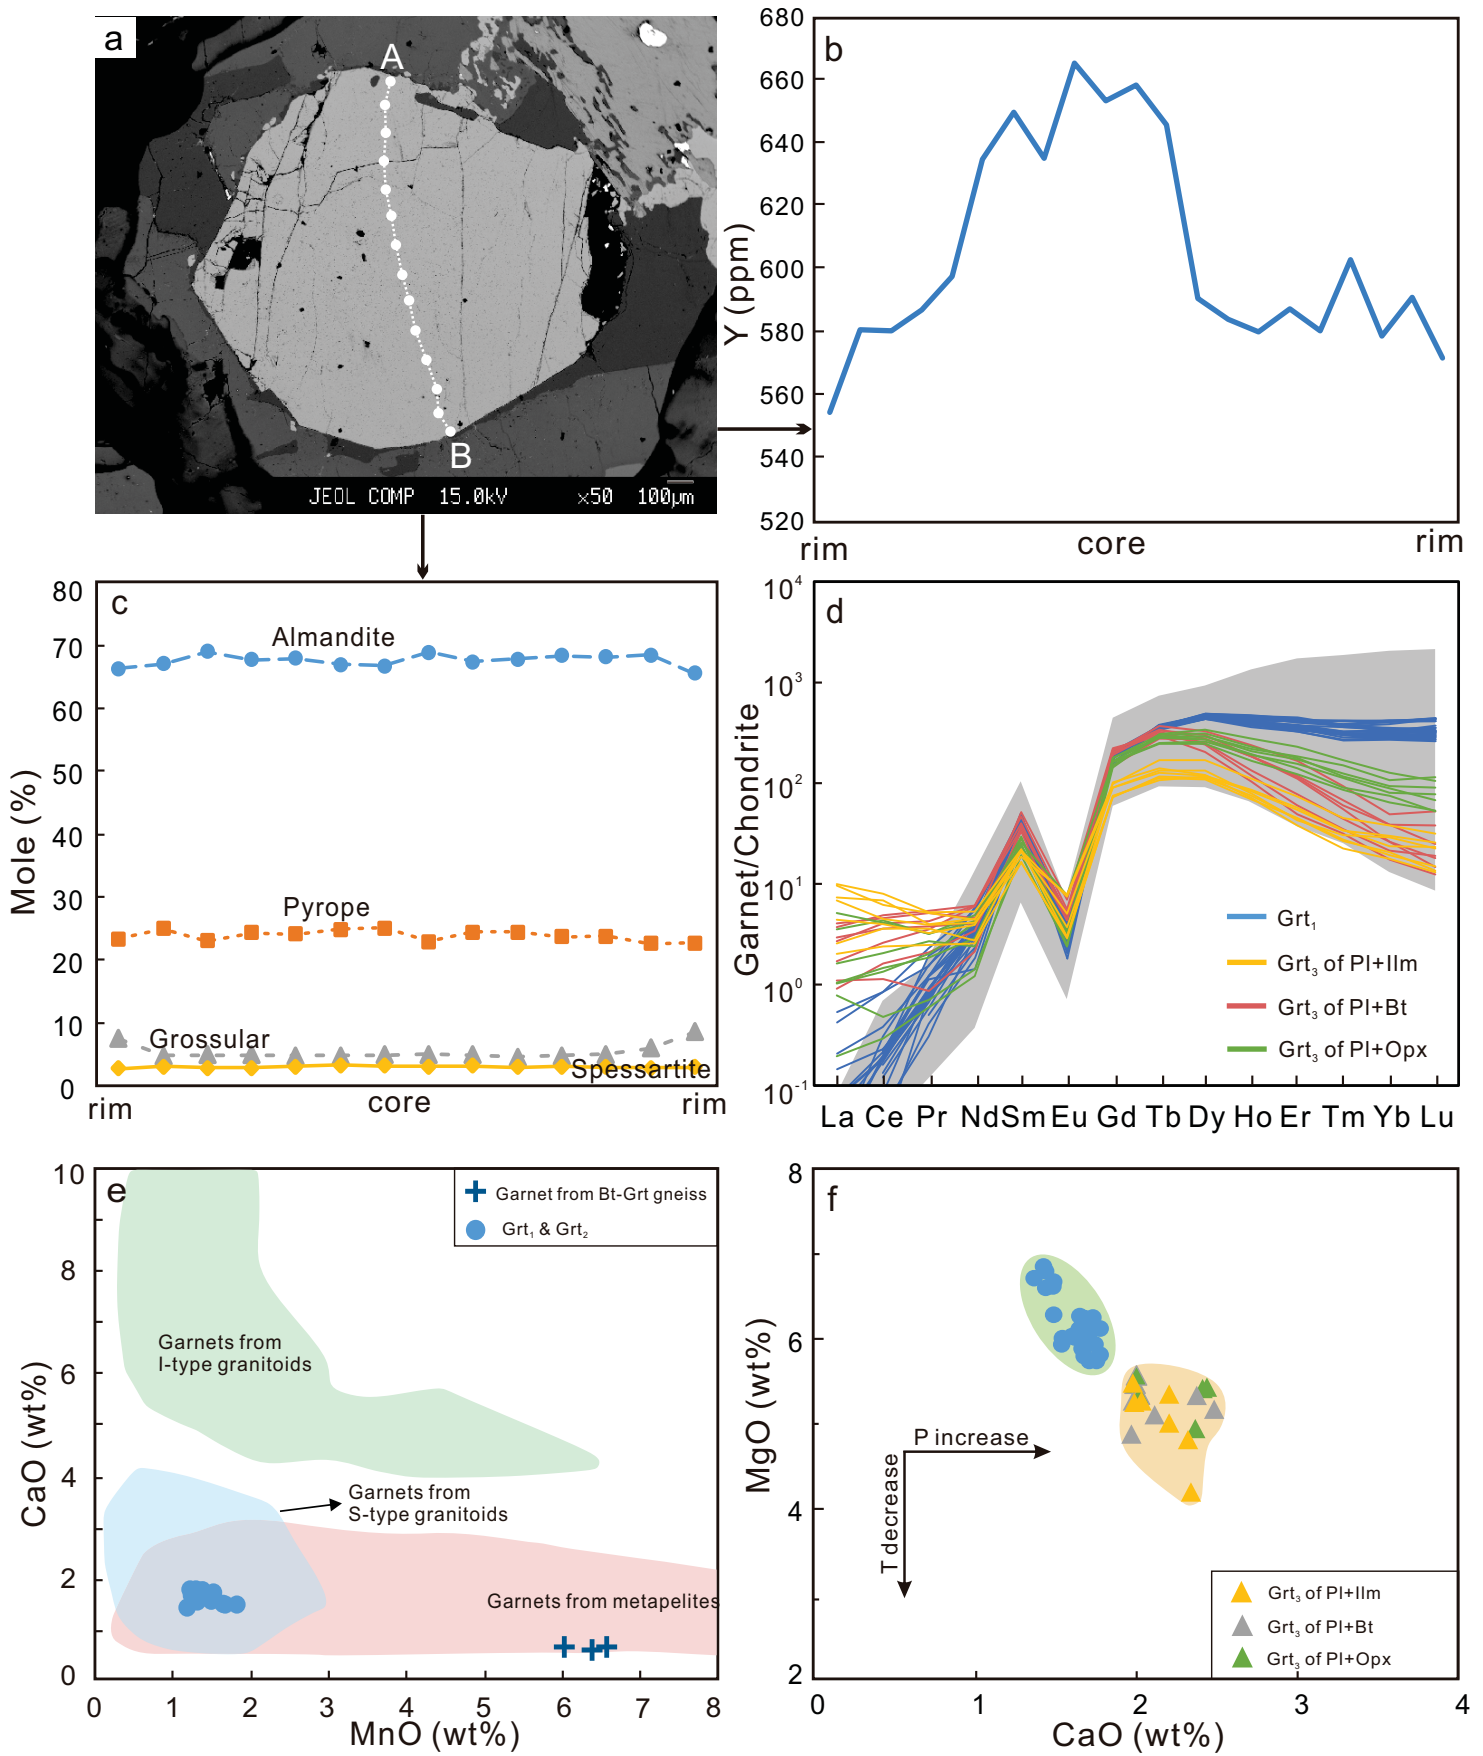 a
A
B
JEOL COMP 15.0kV x50 100μm
b
680
660
640
620
600
580
560
540
520
Y (ppm)
rim core rim
c
80
70
60
50
40
30
20
10
0
Mole (%)
Almandite
Pyrope
Grossular
Spessartite
rim core rim
d
10⁴
10³
10²
10¹
10⁰
10⁻¹
Garnet/Chondrite
Grt₁
Grt₃ of Pl+Ilm
Grt₃ of Pl+Bt
Grt₃ of Pl+Opx
La Ce Pr Nd Sm Eu Gd Tb Dy Ho Er Tm Yb Lu
e
10
8
6
4
2
0
CaO (wt%)
Garnet from Bt-Grt gneiss
Grt₁ & Grt₂
Garnets from
I-type granitoids
Garnets from
S-type granitoids
Garnets from metapelites
0 1 2 3 4 5 6 7 8
MnO (wt%)
f
8
6
4
2
MgO (wt%)
P increase
T decrease
Grt₃ of Pl+Ilm
Grt₃ of Pl+Bt
Grt₃ of Pl+Opx
0 1 2 3 4
CaO (wt%)